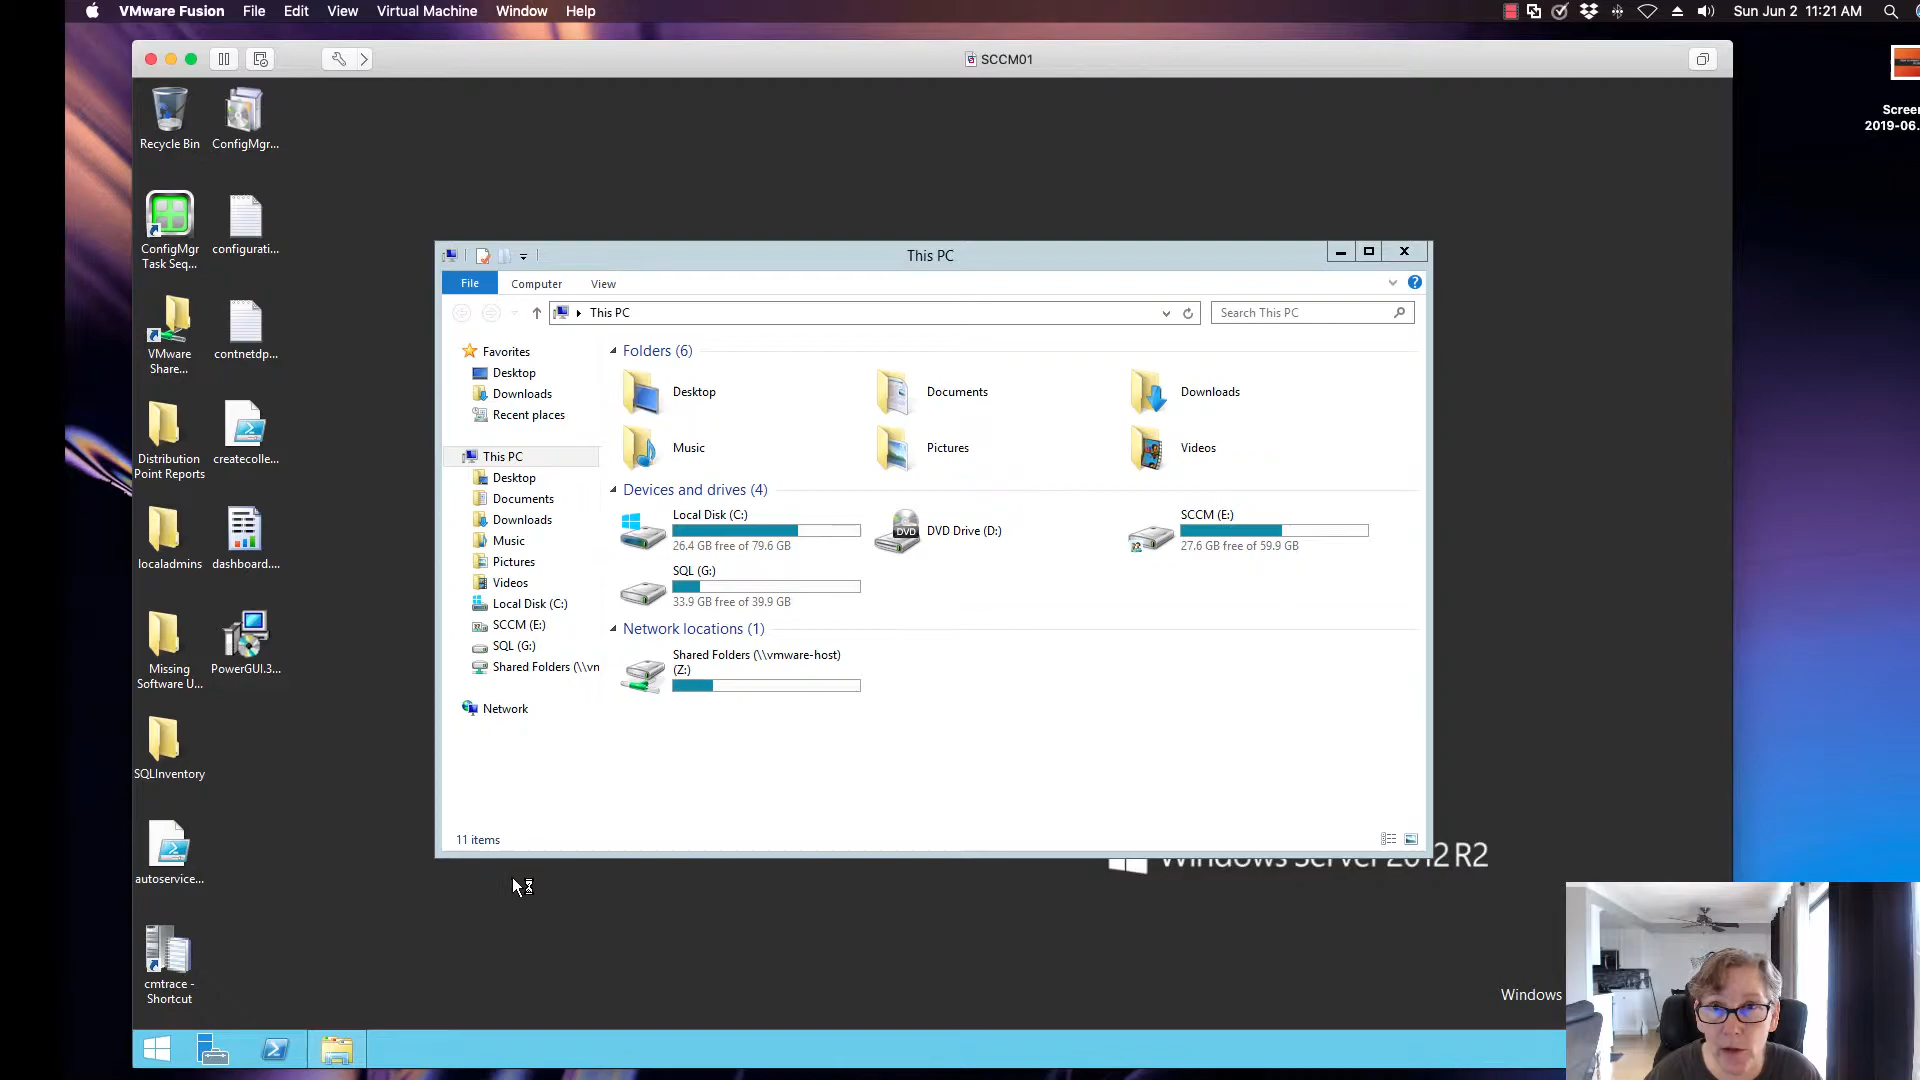 VMware Fusion File Edit View Virtual Machine Window Help
Sun Jun 2 11:21 AM
SCCM01
Screen
2019-06.
Recycle Bin
ConfigMgr...
ConfigMgr
Task Seq...
configurati...
VMware
Share...
contnetdp...
Distribution
Point Reports
createcolle...
localadmins
dashboard....
Missing
Software U...
PowerGUI.3...
SQLInventory
autoservice...
cmtrace -
Shortcut
This PC
File Computer View
This PC
Search This PC
Favorites
Desktop
Downloads
Recent places
This PC
Desktop
Documents
Downloads
Music
Pictures
Videos
Local Disk (C:)
SCCM (E:)
SQL (G:)
Shared Folders (\\vn
Network
Folders (6)
Desktop
Documents
Downloads
Music
Pictures
Videos
Devices and drives (4)
Local Disk (C:)
26.4 GB free of 79.6 GB
DVD
DVD Drive (D:)
SCCM (E:)
27.6 GB free of 59.9 GB
SQL (G:)
33.9 GB free of 39.9 GB
Network locations (1)
Shared Folders (\\vmware-host)
(Z:)
11 items
Windows Server 2012 R2
Windows